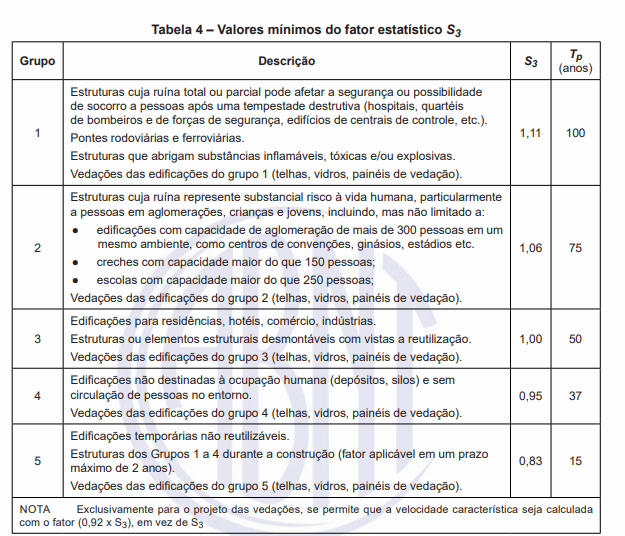 Tabela 4 – Valores mínimos do fator estatístico S3
Grupo Descrição S3 Tp (anos)
Estruturas cuja ruína total ou parcial pode afetar a segurança ou possibilidade
de socorro a pessoas após uma tempestade destrutiva (hospitais, quartéis
de bombeiros e de forças de segurança, edifícios de centrais de controle, etc.).
1 Pontes rodoviárias e ferroviárias. 1,11 100
Estruturas que abrigam substâncias inflamáveis, tóxicas e/ou explosivas.
Vedações das edificações do grupo 1 (telhas, vidros, painéis de vedação).
Estruturas cuja ruína represente substancial risco à vida humana, particularmente
a pessoas em aglomerações, crianças e jovens, incluindo, mas não limitado a:
● edificações com capacidade de aglomeração de mais de 300 pessoas em um
2 mesmo ambiente, como centros de convenções, ginásios, estádios etc. 1,06 75
● creches com capacidade maior do que 150 pessoas;
● escolas com capacidade maior do que 250 pessoas;
Vedações das edificações do grupo 2 (telhas, vidros, painéis de vedação).
Edificações para residências, hotéis, comércio, indústrias.
3 Estruturas ou elementos estruturais desmontáveis com vistas a reutilização. 1,00 50
Vedações das edificações do grupo 3 (telhas, vidros, painéis de vedação).
Edificações não destinadas à ocupação humana (depósitos, silos) e sem
4 circulação de pessoas no entorno. 0,95 37
Vedações das edificações do grupo 4 (telhas, vidros, painéis de vedação).
Edificações temporárias não reutilizáveis.
5 Estruturas dos Grupos 1 a 4 durante a construção (fator aplicável em um prazo 0,83 15
máximo de 2 anos).
Vedações das edificações do grupo 5 (telhas, vidros, painéis de vedação).
NOTA Exclusivamente para o projeto das vedações, se permite que a velocidade característica seja calculada
com o fator (0,92 x S3), em vez de S3
ABNT